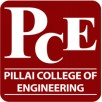 PCE
PILLAI COLLEGE OF
ENGINEERING